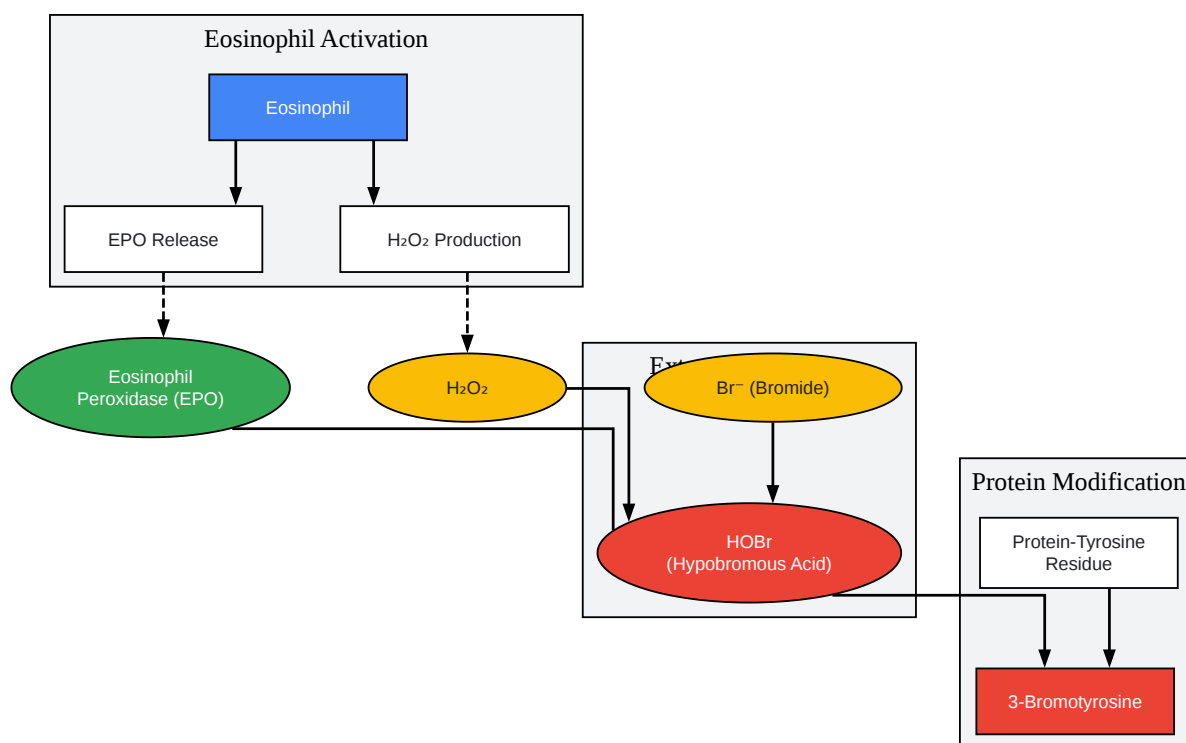 Eosinophil Activation
Eosinophil
EPO Release
H₂O₂ Production
Eosinophil
Peroxidase (EPO)
H₂O₂
Br⁻ (Bromide)
HOBr
(Hypobromous Acid)
Protein Modification
Protein-Tyrosine
Residue
3-Bromotyrosine